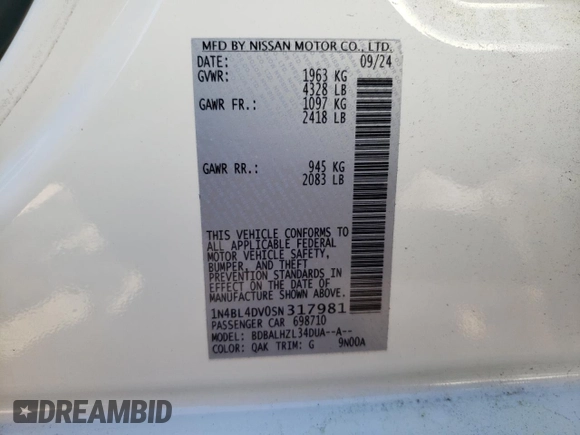 MFD BY NISSAN MOTOR CO., LTD.
DATE: 09/24
GVWR: 1963 KG
4328 LB
GAWR FR.: 1097 KG
2418 LB
GAWR RR.: 945 KG
2083 LB
THIS VEHICLE CONFORMS TO
ALL APPLICABLE FEDERAL
MOTOR VEHICLE SAFETY,
BUMPER, AND THEFT
PREVENTION STANDARDS IN
EFFECT ON THE DATE OF
MANUFACTURE SHOWN ABOVE.
1N4BL4DV0SN317981
PASSENGER CAR 698710
MODEL: BDBALHZL34DUA--A--
COLOR: QAK TRIM: G 9N00A
DREAMBID